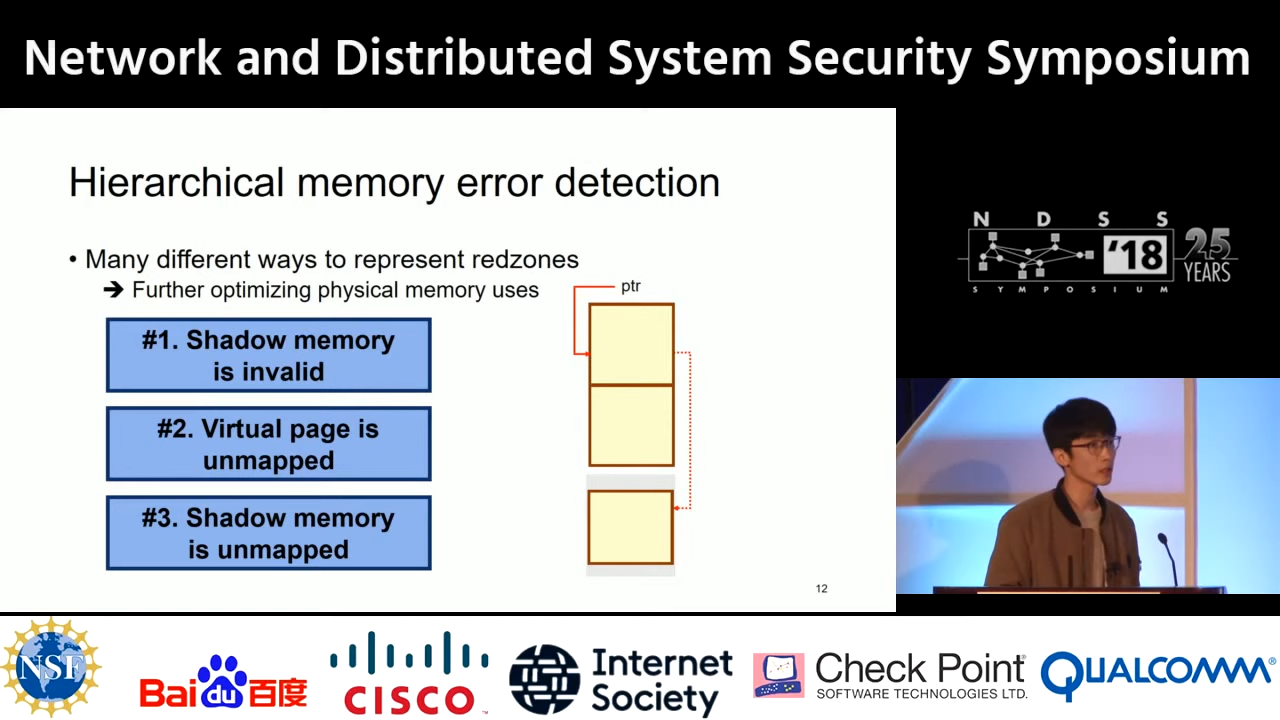 Network and Distributed System Security Symposium
Hierarchical memory error detection
• Many different ways to represent redzones
➔ Further optimizing physical memory uses
ptr
#1. Shadow memory
is invalid
#2. Virtual page is
unmapped
#3. Shadow memory
is unmapped
12
N D S S
'18
25
YEARS
SYMPOSIUM
NSF
Bai du 百度
CISCO
Internet
Society
Check Point
SOFTWARE TECHNOLOGIES LTD.
QUALCOMM®